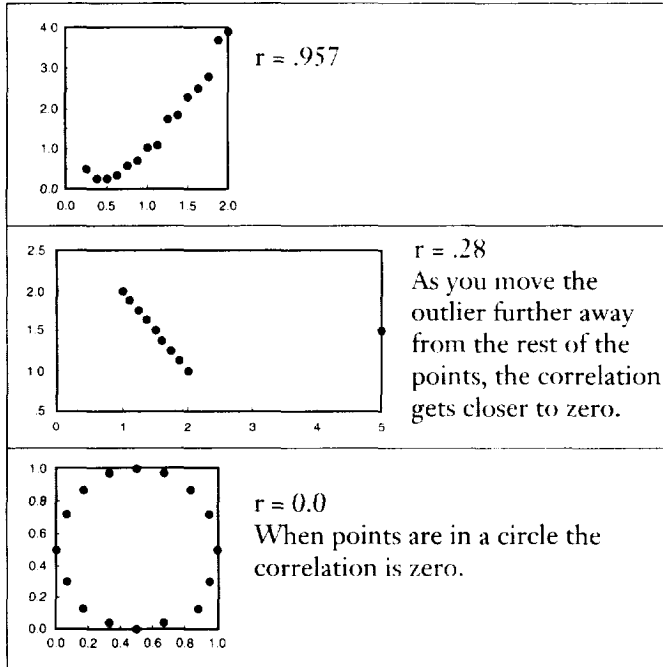 4.0
r = .957
3.0
2.0
1.0
0.0
0.0 0.5 1.0 1.5 2.0
2.5
r = .28
As you move the
outlier further away
from the rest of the
points, the correlation
gets closer to zero.
2.0
1.5
1.0
.5
0 1 2 3 4 5
1.0
0.8
0.6
0.4
0.2
0.0
r = 0.0
When points are in a circle the
correlation is zero.
0.0 0.2 0.4 0.6 0.8 1.0